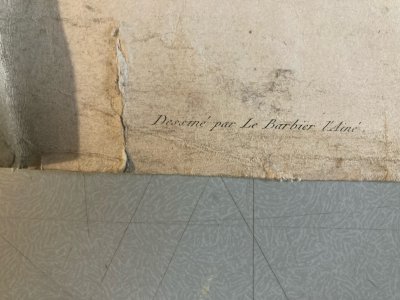 Dessiné par Le Barbier l'Ainé